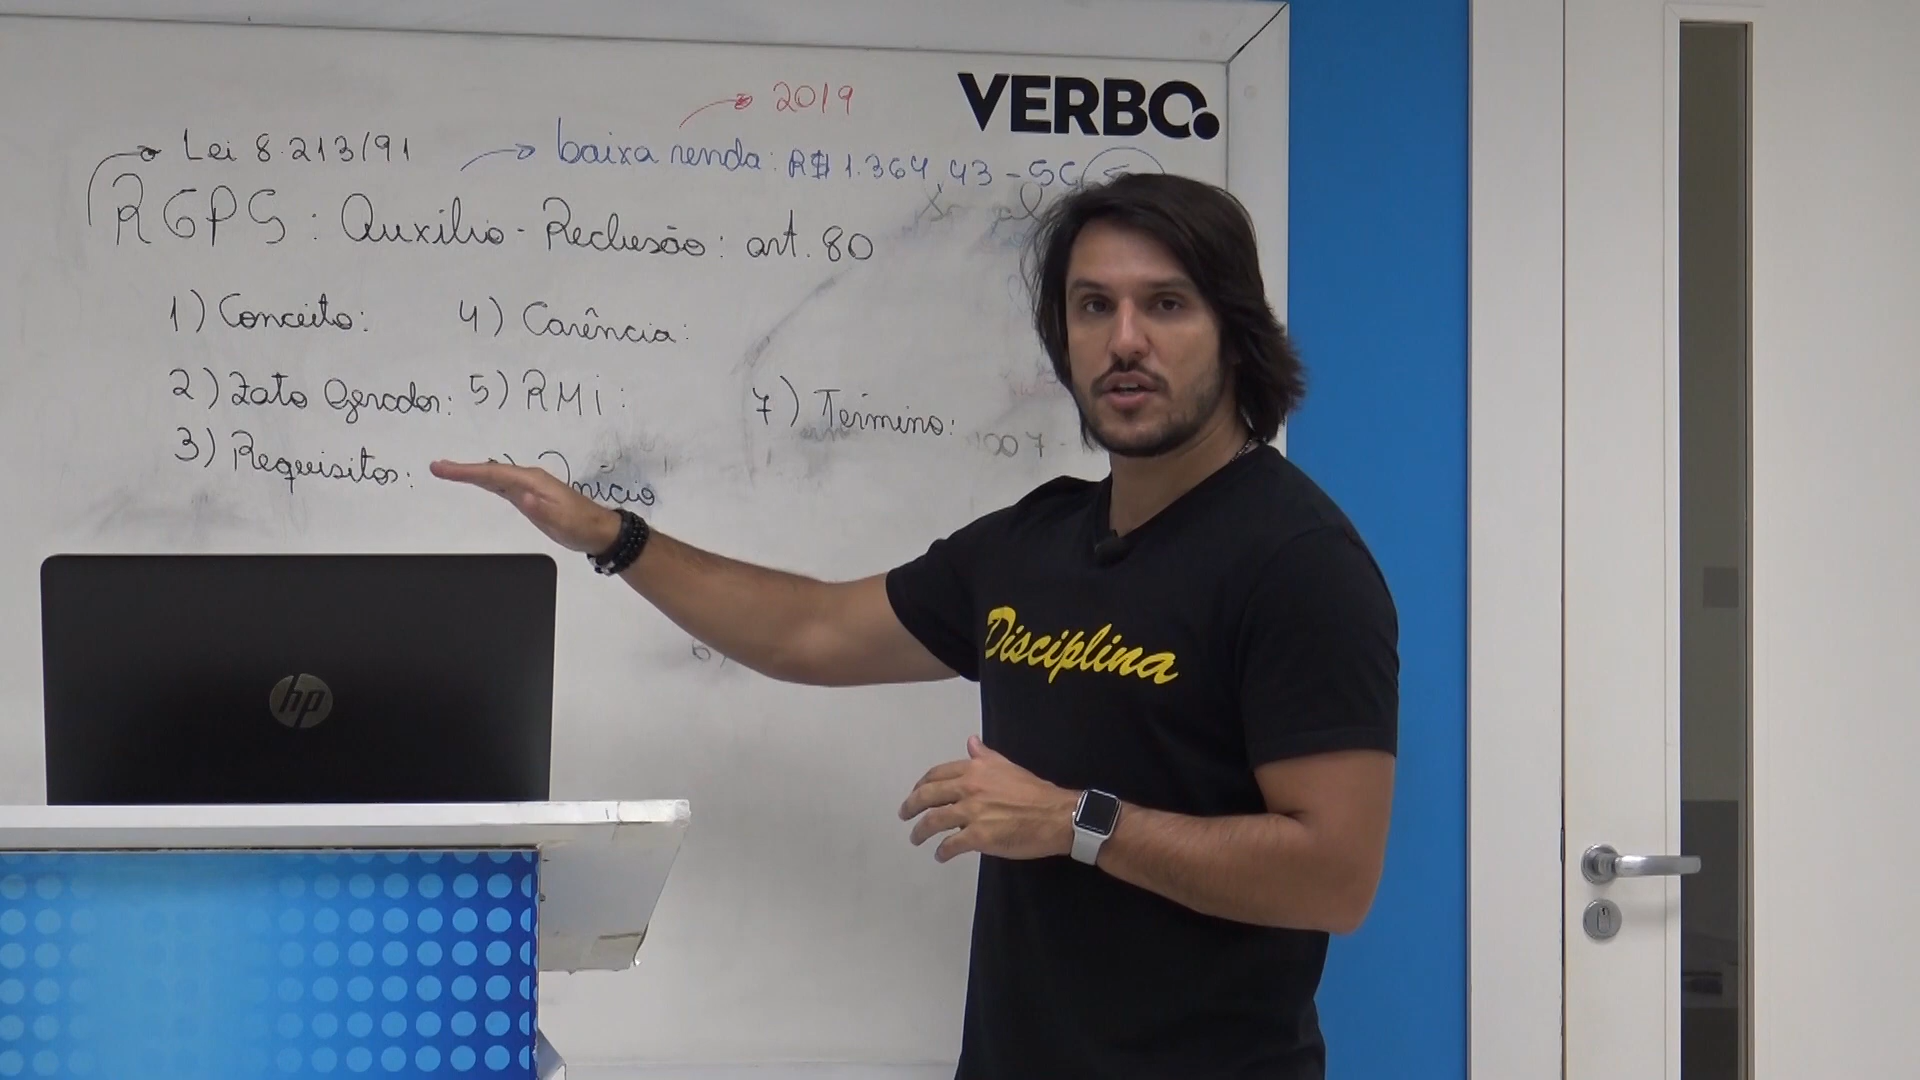 2019
VERBO.
Lei 8.213/91
baixa renda: R$ 1.364,43 - SC
RGPS: Auxílio-Reclusão: art. 80
1) Conceito: 4) Carência:
2) Fato Gerador: 5) RMI: 7) Término:
3) Requisitos: Início
Disciplina
hp